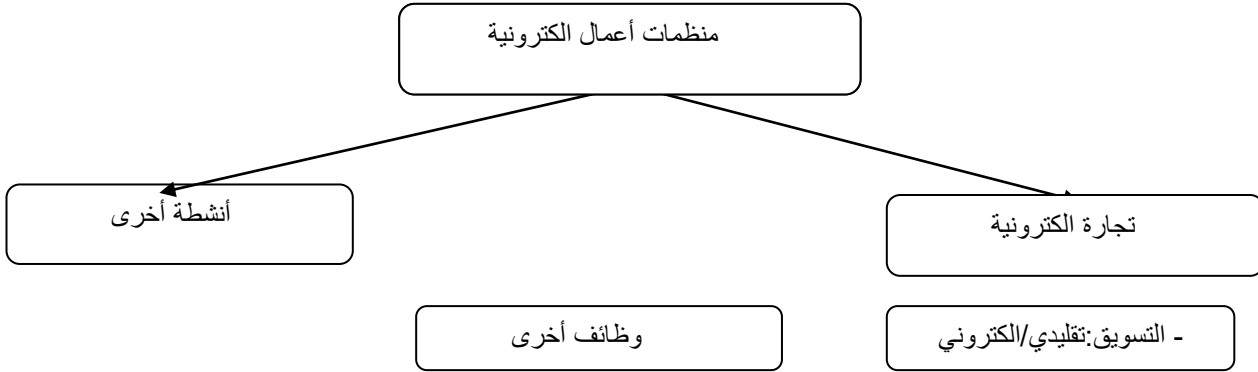 منظمات أعمال الكترونية
تجارة الكترونية
أنشطة أخرى
- التسويق:تقليدي/الكتروني
وظائف أخرى